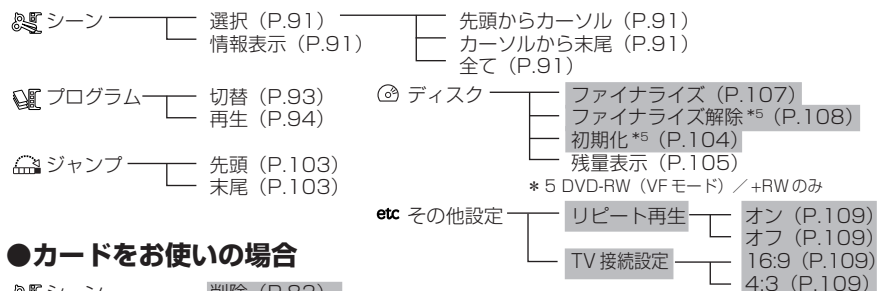 シーン
選択（P.91）
先頭からカーソル（P.91）
カーソルから末尾（P.91）
全て（P.91）
情報表示（P.91）
プログラム
切替（P.93）
再生（P.94）
ジャンプ
先頭（P.103）
末尾（P.103）
ディスク
ファイナライズ（P.107）
ファイナライズ解除*5（P.108）
初期化*5（P.104）
残量表示（P.105）
*5 DVD-RW（VFモード）／+RWのみ
etc その他設定
リピート再生
オン（P.109）
オフ（P.109）
TV接続設定
16:9（P.109）
4:3（P.109）
●カードをお使いの場合
シーン
削除（P.82）